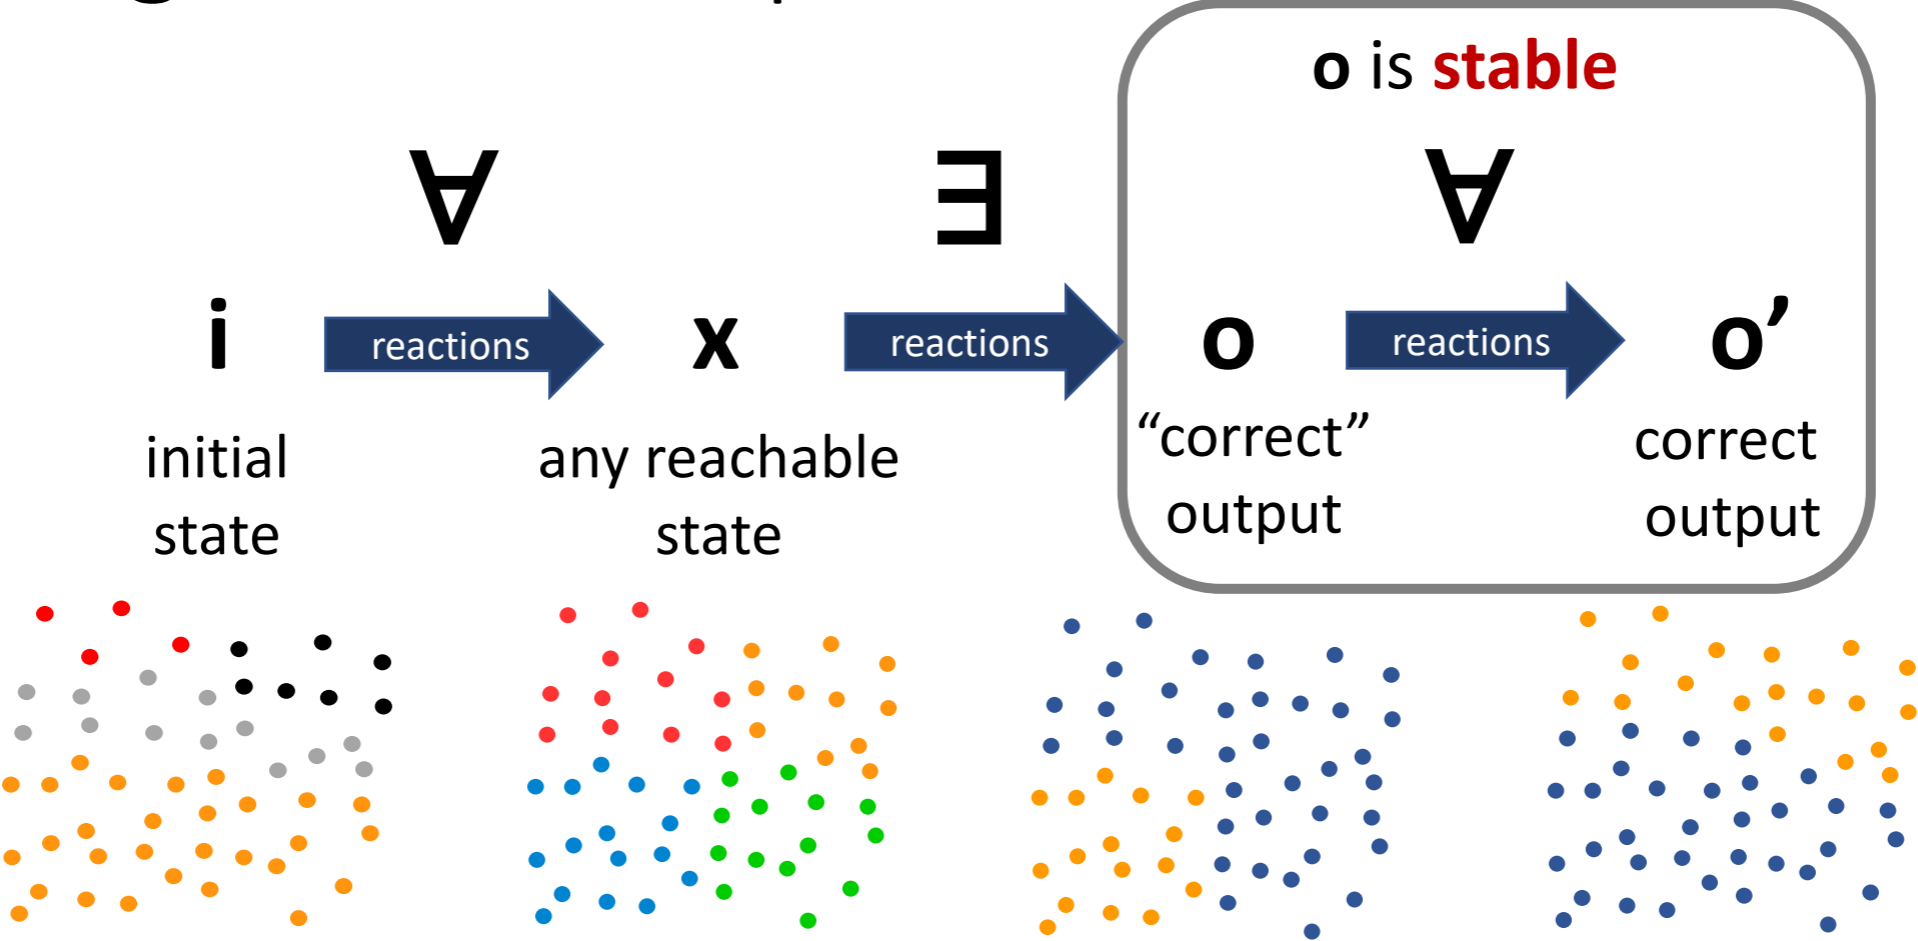 o is stable
∀ ∃ ∀
i reactions x reactions o reactions o’
initial
state
any reachable
state
“correct”
output
correct
output